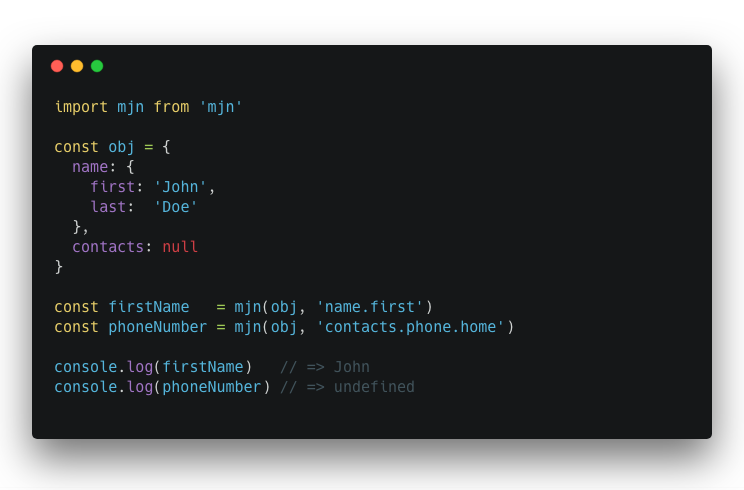 import mjn from 'mjn'

const obj = {
  name: {
    first: 'John',
    last:  'Doe'
  },
  contacts: null
}

const firstName   = mjn(obj, 'name.first')
const phoneNumber = mjn(obj, 'contacts.phone.home')

console.log(firstName)   // => John
console.log(phoneNumber) // => undefined